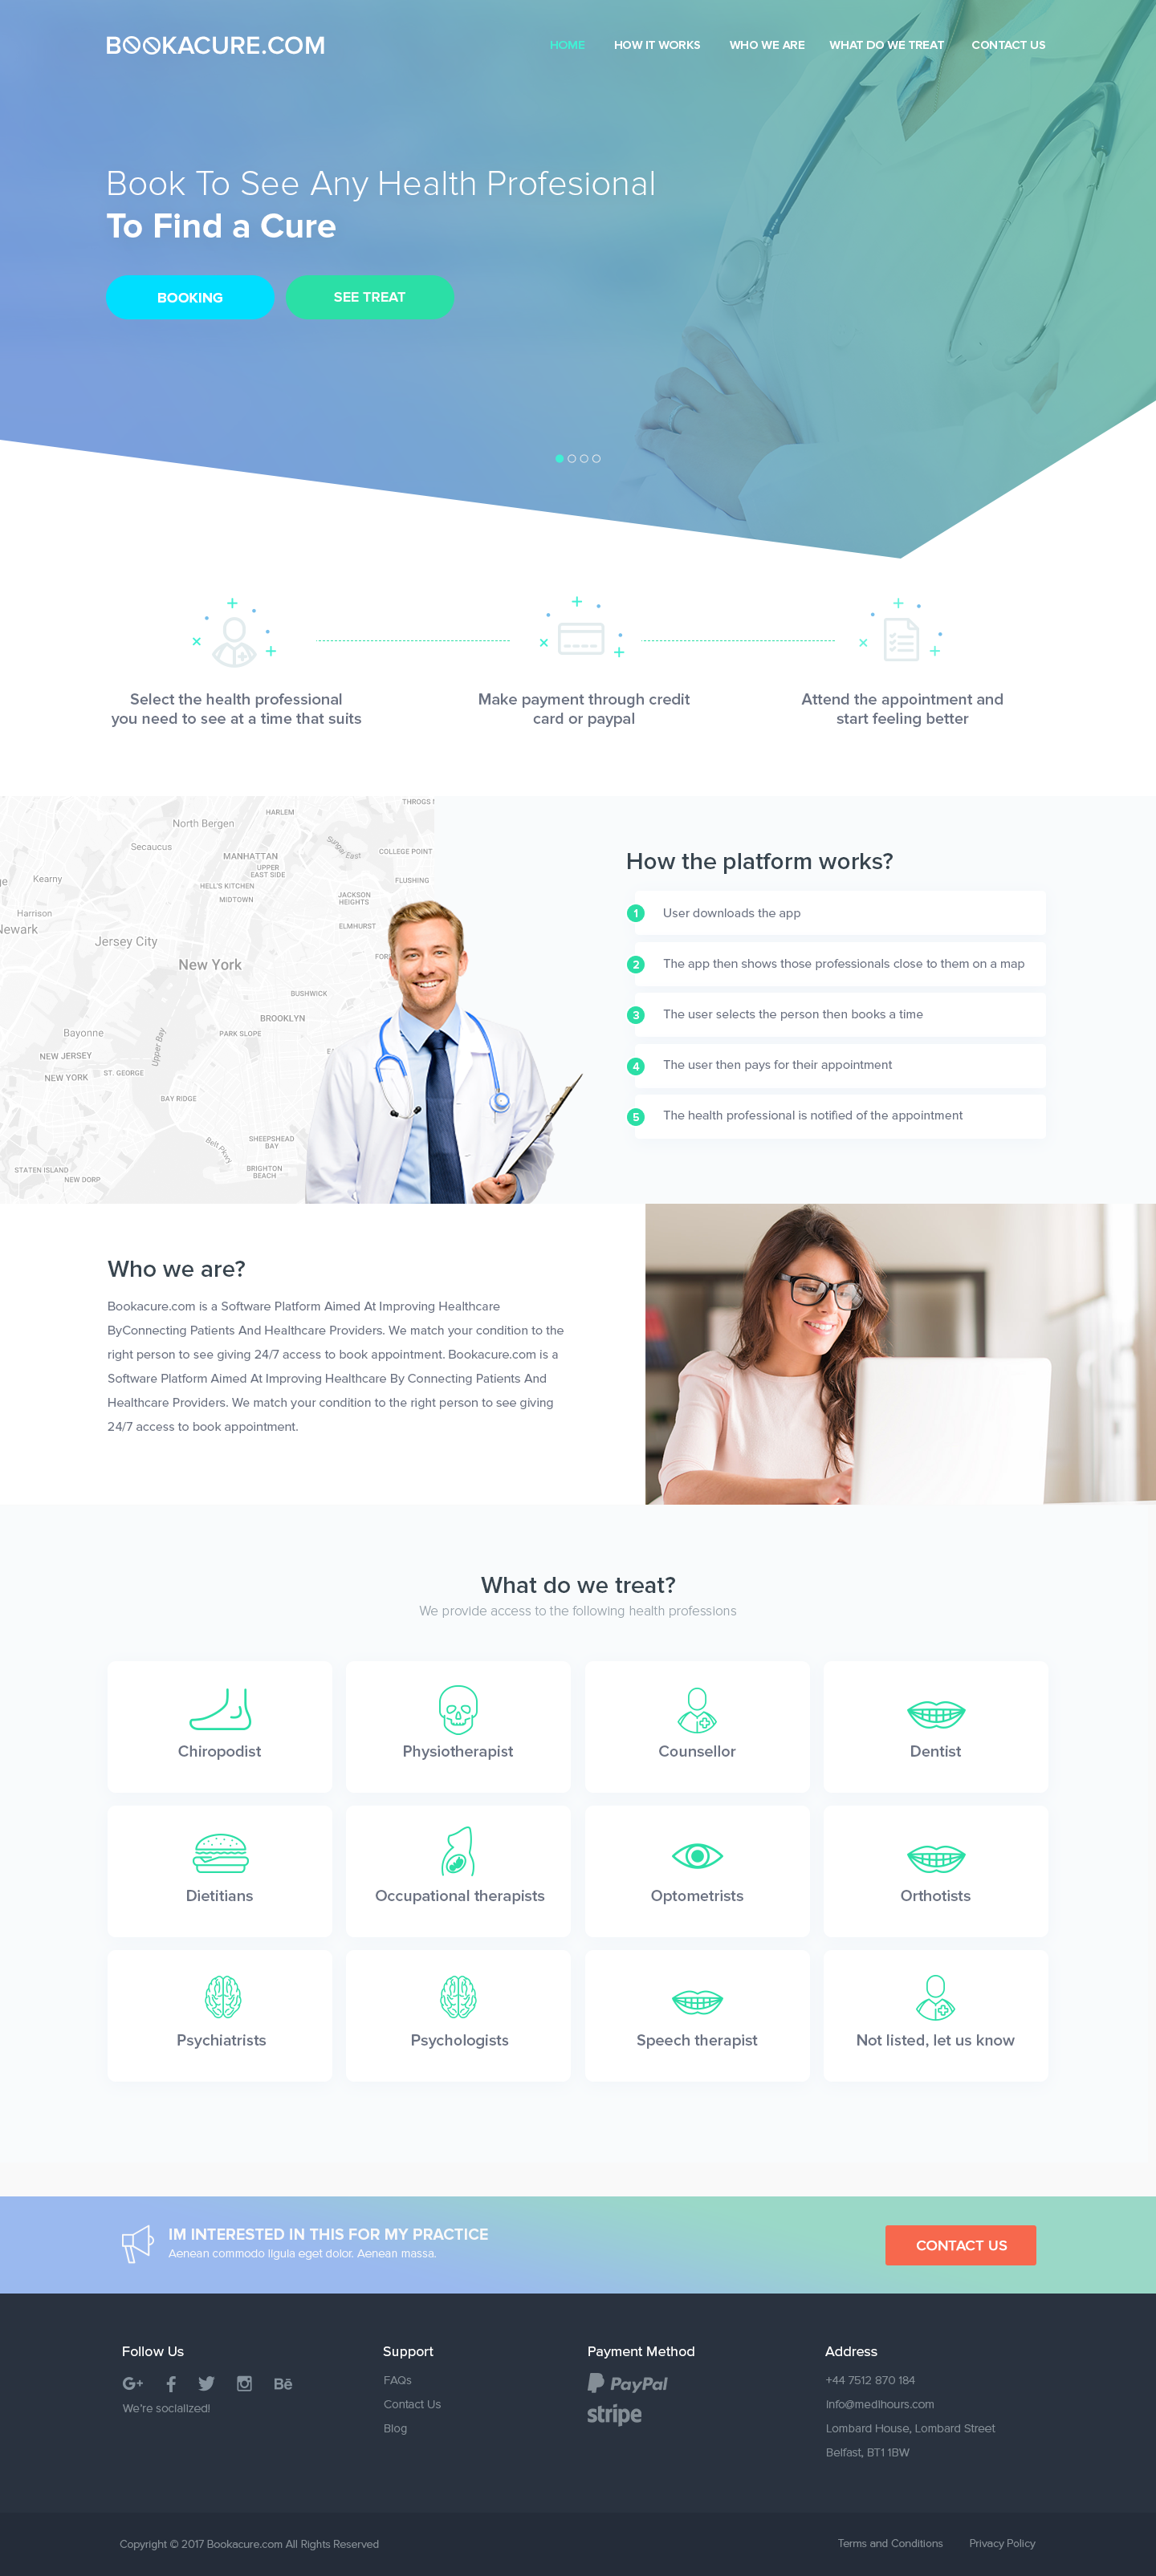 BOOKACURE.COM
HOME
HOW IT WORKS
WHO WE ARE
WHAT DO WE TREAT
CONTACT US
Book To See Any Health Profesional
To Find a Cure
BOOKING
SEE TREAT
Select the health professional
you need to see at a time that suits
Make payment through credit
card or paypal
Attend the appointment and
start feeling better
THROGS
HARLEM
North Bergen
Secaucus
MANHATTAN
COLLEGE POINT
UPPER
EAST SIDE
Kearny
HELL'S KITCHEN
FLUSHING
MIDTOWN
JACKSON
HEIGHTS
Harrison
Newark
ELMHURST
Jersey City
New York
BUSHWICK
BROOKLYN
Bayonne
PARK SLOPE
Upper Bay
NEW JERSEY
NEW YORK
ST. GEORGE
BAY RIDGE
Belt Pkwy
SHEEPSHEAD
BAY
STATEN ISLAND
NEW DORP
BRIGHTON
BEACH
How the platform works?
1 User downloads the app
2 The app then shows those professionals close to them on a map
3 The user selects the person then books a time
4 The user then pays for their appointment
5 The health professional is notified of the appointment
Who we are?
Bookacure.com is a Software Platform Aimed At Improving Healthcare
ByConnecting Patients And Healthcare Providers. We match your condition to the
right person to see giving 24/7 access to book appointment. Bookacure.com is a
Software Platform Aimed At Improving Healthcare By Connecting Patients And
Healthcare Providers. We match your condition to the right person to see giving
24/7 access to book appointment.
What do we treat?
We provide access to the following health professions
Chiropodist
Physiotherapist
Counsellor
Dentist
Dietitians
Occupational therapists
Optometrists
Orthotists
Psychiatrists
Psychologists
Speech therapist
Not listed, let us know
IM INTERESTED IN THIS FOR MY PRACTICE
Aenean commodo ligula eget dolor. Aenean massa.
CONTACT US
Follow Us
We're socialized!
Support
FAQs
Contact Us
Blog
Payment Method
PayPal
stripe
Address
+44 7512 870 184
info@medihours.com
Lombard House, Lombard Street
Belfast, BT1 1BW
Copyright © 2017 Bookacure.com All Rights Reserved
Terms and Conditions
Privacy Policy